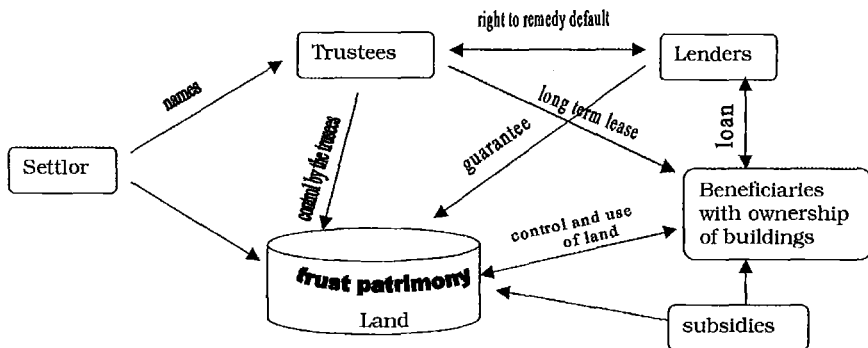 right to remedy default
Trustees
Lenders
names
long term lease
loan
guarantee
control by the trustees
Settlor
Beneficiaries
with ownership
of buildings
control and use
of land
trust patrimony
Land
subsidies